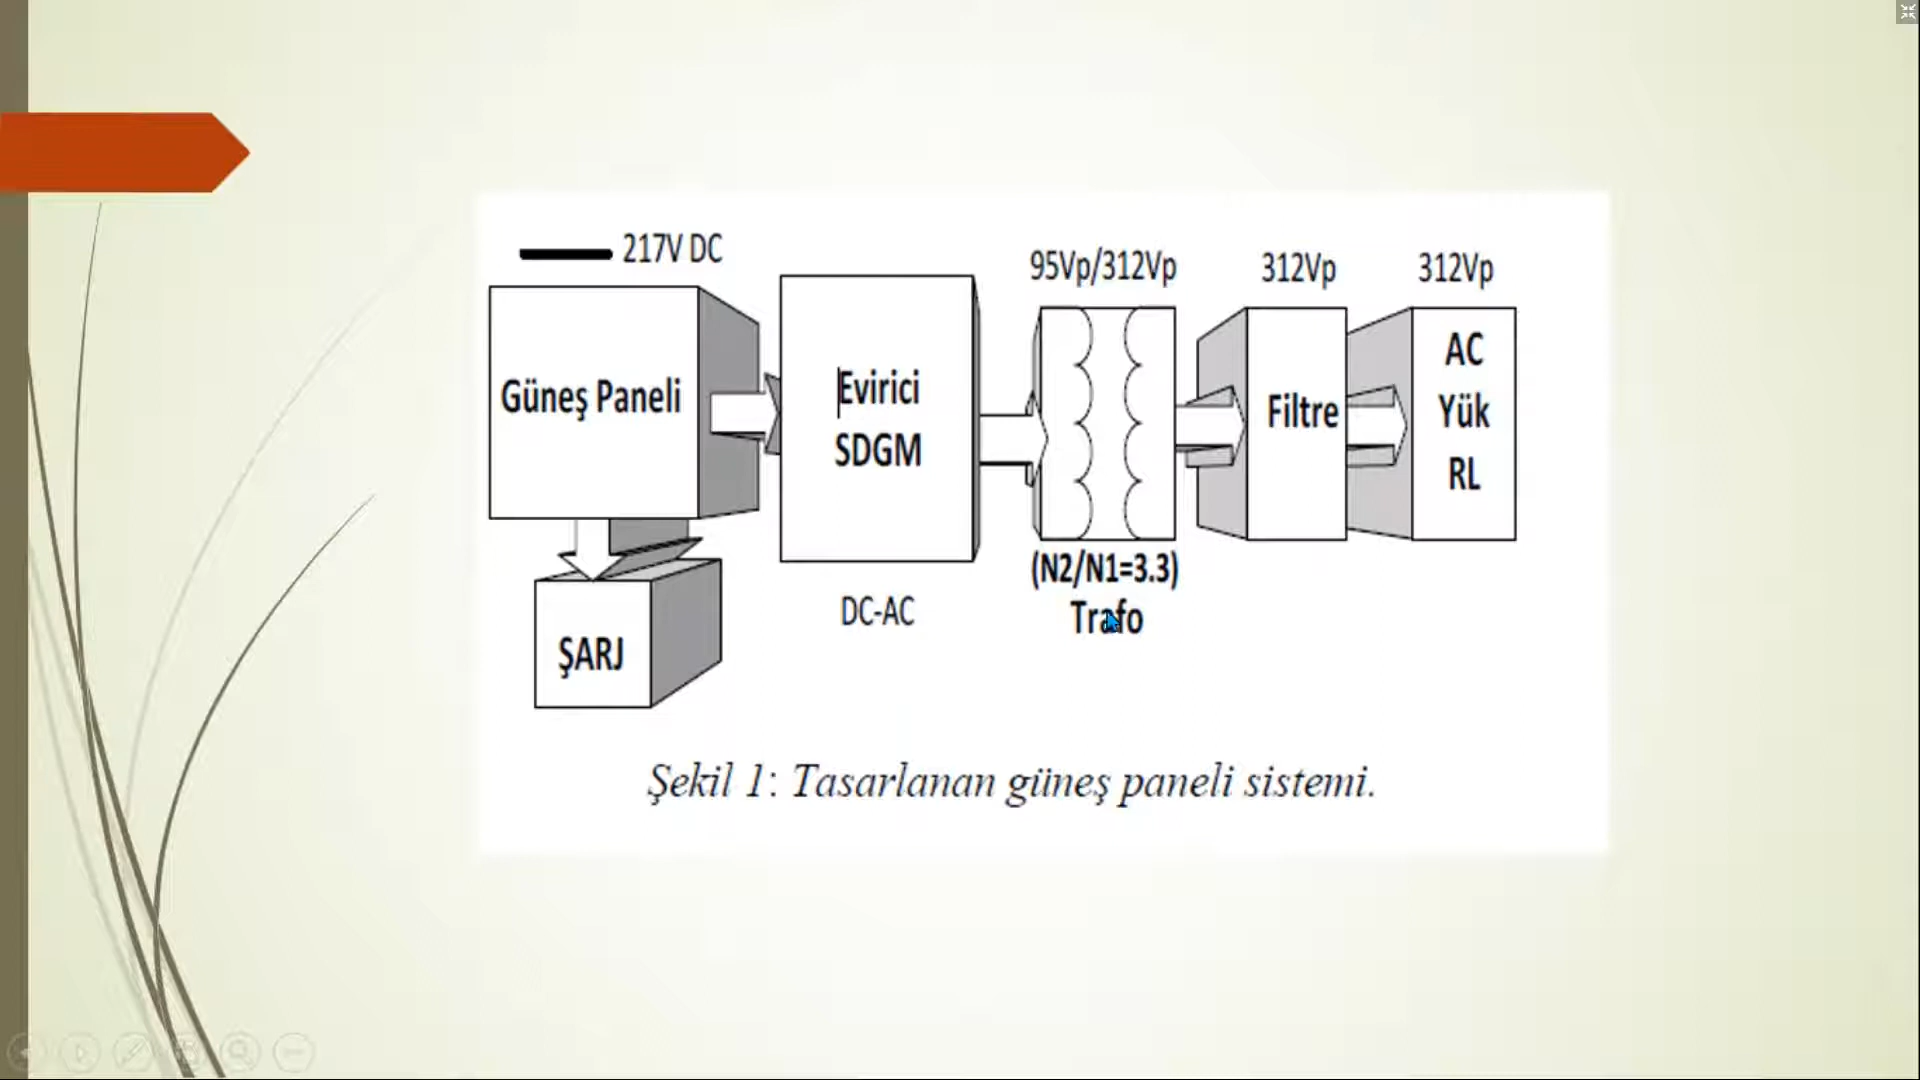 217V DC
95Vp/312Vp
312Vp
312Vp
Güneş Paneli
Evirici
SDGM
Filtre
AC
Yük
RL
(N2/N1=3.3)
Trafo
DC-AC
ŞARJ
Şekil 1: Tasarlanan güneş paneli sistemi.